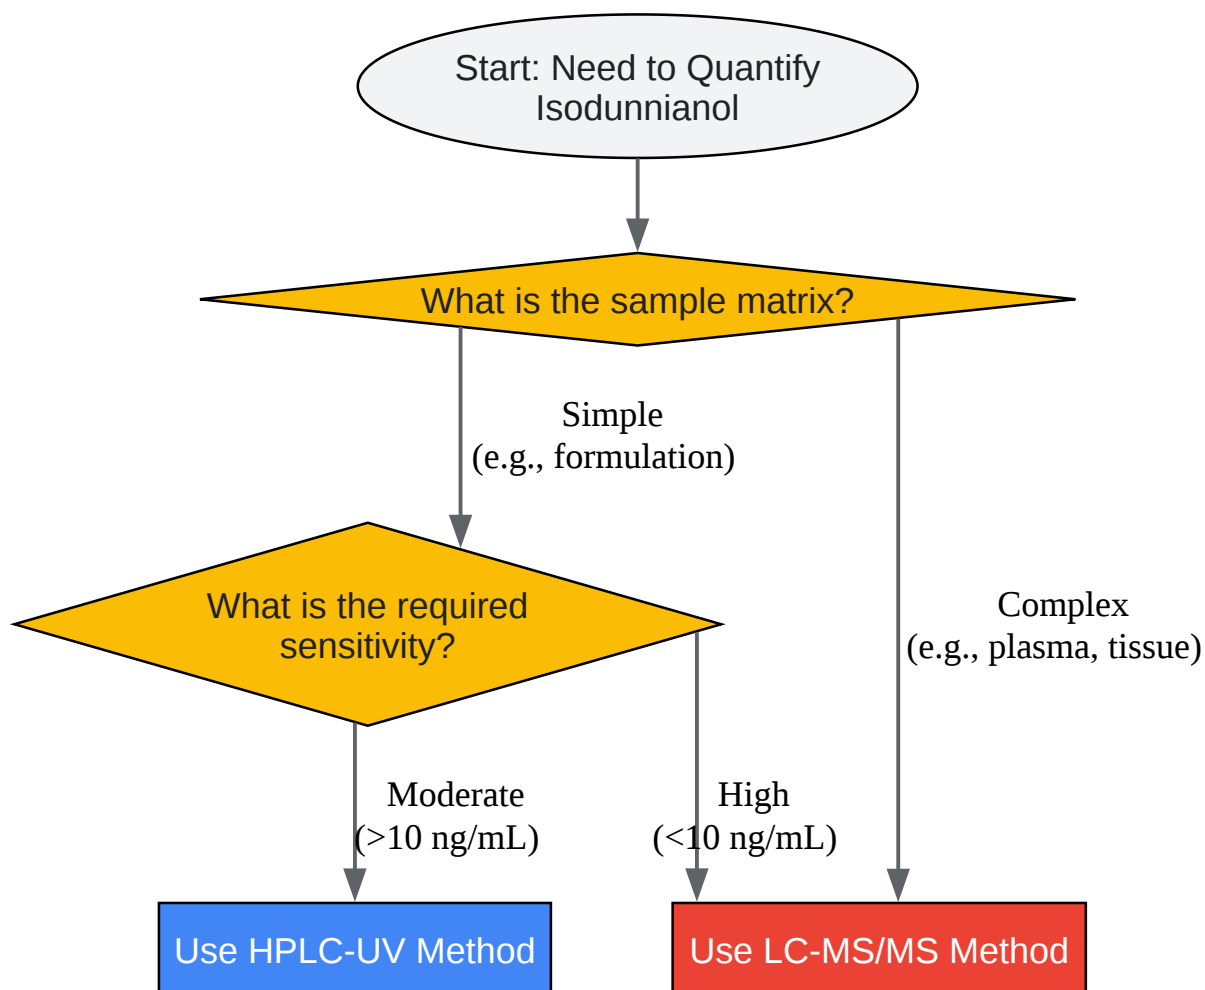 Start: Need to Quantify
Isodunnianol
What is the sample matrix?
Simple
(e.g., formulation)
What is the required
sensitivity?
Complex
(e.g., plasma, tissue)
Moderate
(>10 ng/mL)
High
(<10 ng/mL)
Use HPLC-UV Method
Use LC-MS/MS Method